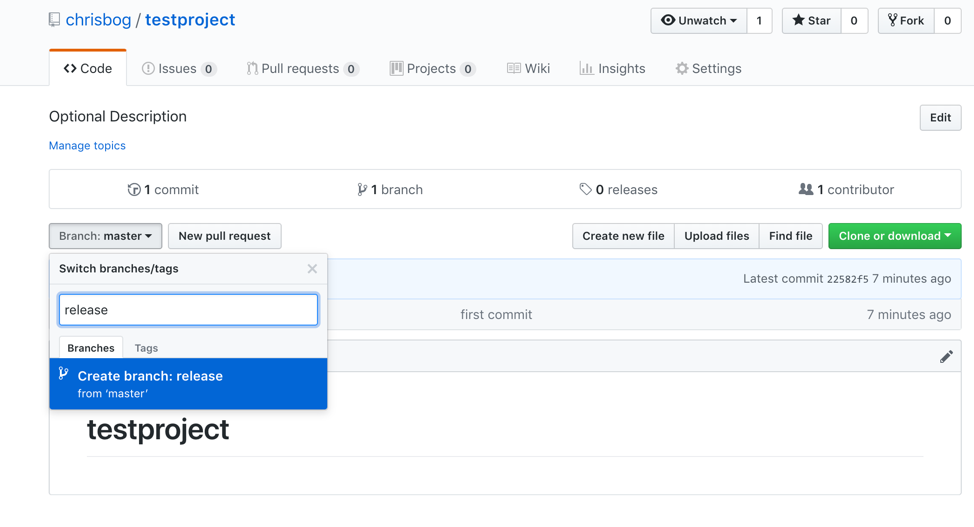 chrisbog / testproject
Unwatch 1 Star 0 Fork 0
Code Issues 0 Pull requests 0 Projects 0 Wiki Insights Settings
Optional Description Edit
Manage topics
1 commit 1 branch 0 releases 1 contributor
Branch: master New pull request Create new file Upload files Find file Clone or download
Switch branches/tags
Latest commit 22582f5 7 minutes ago
release
first commit 7 minutes ago
Branches Tags
Create branch: release
from ‘master’
testproject